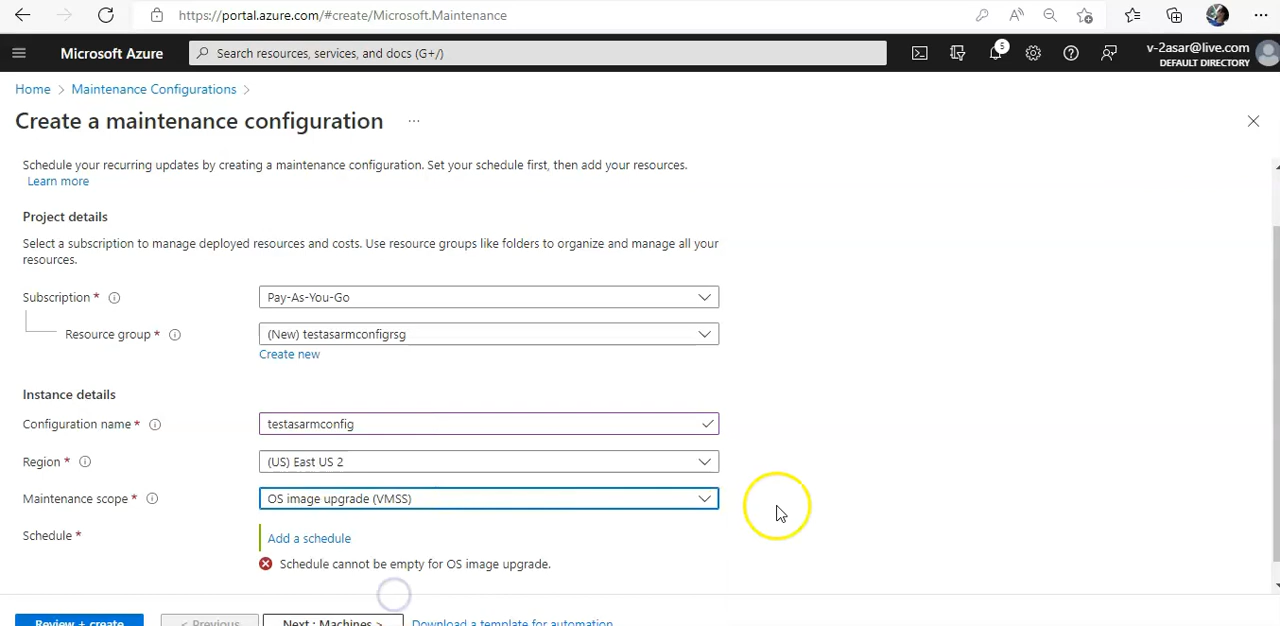 https://portal.azure.com/#create/Microsoft.Maintenance
Microsoft Azure
Search resources, services, and docs (G+/)
5
v-2asar@live.com
DEFAULT DIRECTORY
Home > Maintenance Configurations >
Create a maintenance configuration ...
Schedule your recurring updates by creating a maintenance configuration. Set your schedule first, then add your resources.
Learn more
Project details
Select a subscription to manage deployed resources and costs. Use resource groups like folders to organize and manage all your
resources.
Subscription * Pay-As-You-Go
Resource group * (New) testasarmconfigrsg
Create new
Instance details
Configuration name * testasarmconfig
Region * (US) East US 2
Maintenance scope * OS image upgrade (VMSS)
Schedule * Add a schedule
Schedule cannot be empty for OS image upgrade.
Review + create < Previous Next : Machines > Download a template for automation